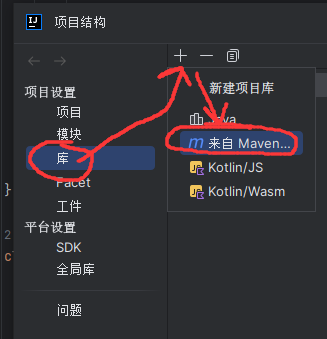 IJ 项目结构
项目设置
项目
模块
库
Facet
工件
平台设置
SDK
全局库
问题
新建项目库
Java
m 来自 Maven...
Kotlin/JS
Kotlin/Wasm
}
2
c